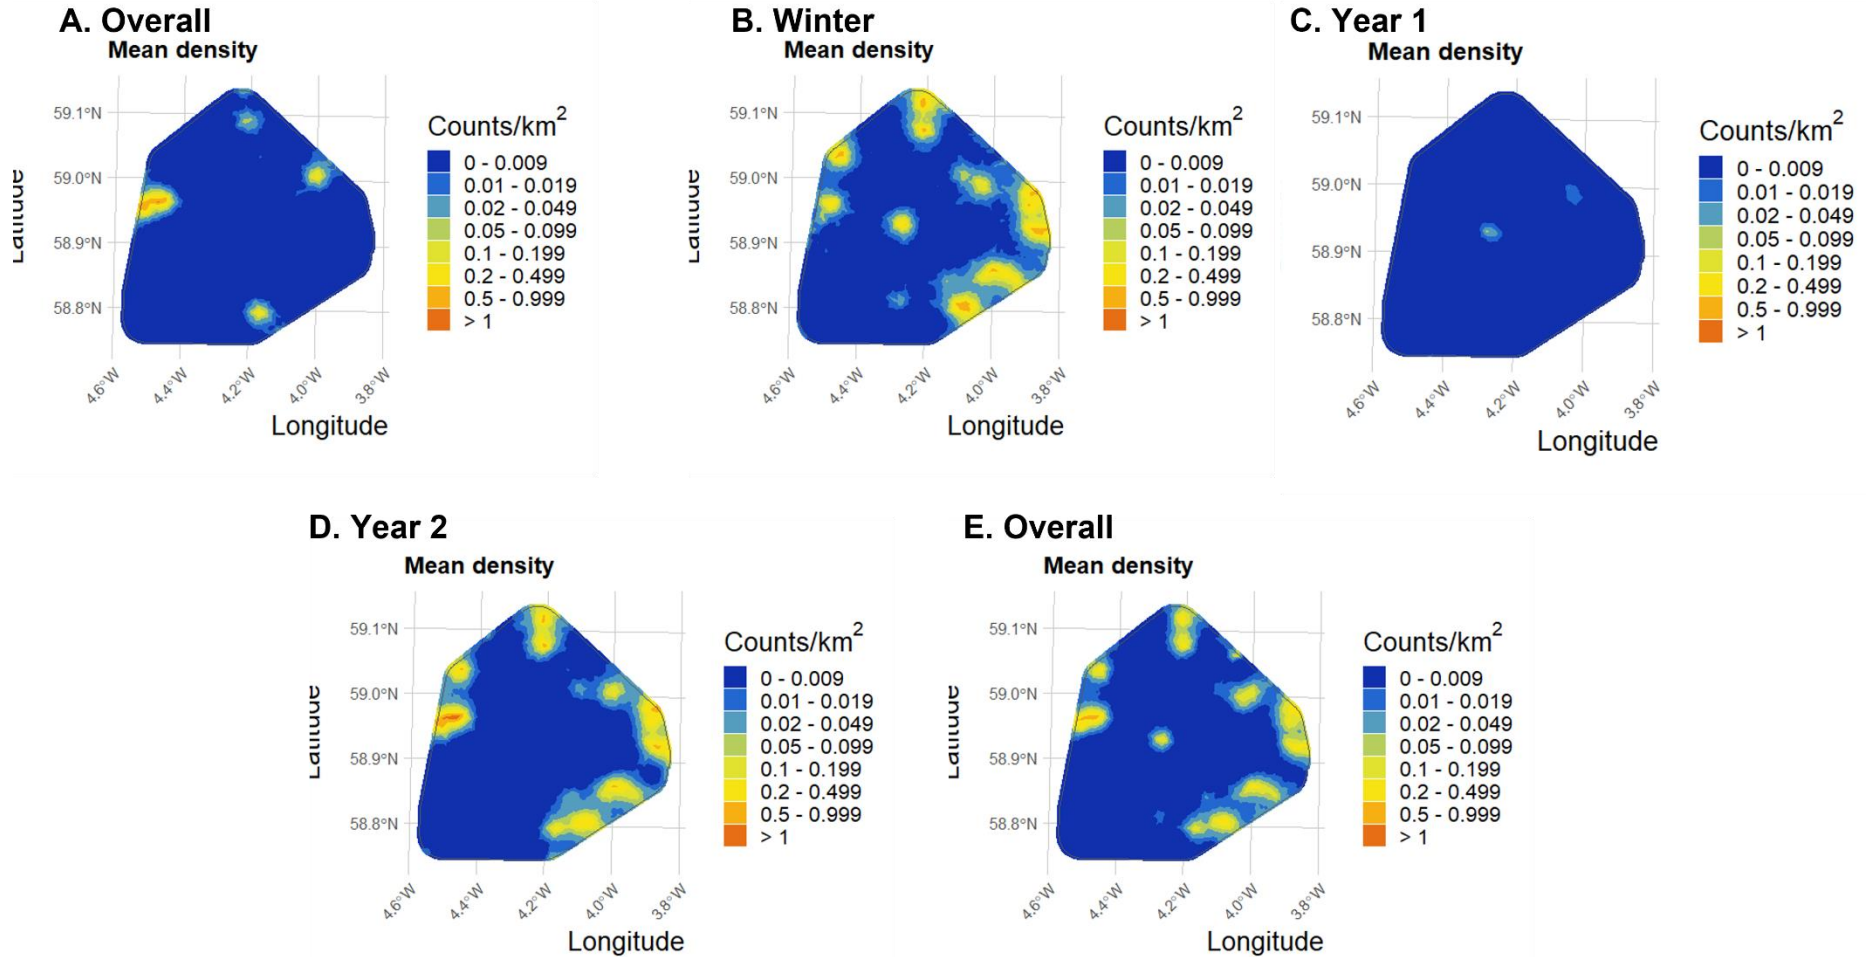 A. Overall
Mean density
59.1°N
59.0°N
58.9°N
58.8°N
4.6°W
4.4°W
4.2°W
4.0°W
3.8°W
Latitude
Longitude
Counts/km²
0 - 0.009
0.01 - 0.019
0.02 - 0.049
0.05 - 0.099
0.1 - 0.199
0.2 - 0.499
0.5 - 0.999
> 1
B. Winter
Mean density
59.1°N
59.0°N
58.9°N
58.8°N
4.6°W
4.4°W
4.2°W
4.0°W
3.8°W
Latitude
Longitude
Counts/km²
0 - 0.009
0.01 - 0.019
0.02 - 0.049
0.05 - 0.099
0.1 - 0.199
0.2 - 0.499
0.5 - 0.999
> 1
C. Year 1
Mean density
59.1°N
59.0°N
58.9°N
58.8°N
4.6°W
4.4°W
4.2°W
4.0°W
3.8°W
Longitude
Counts/km²
0 - 0.009
0.01 - 0.019
0.02 - 0.049
0.05 - 0.099
0.1 - 0.199
0.2 - 0.499
0.5 - 0.999
> 1
D. Year 2
Mean density
59.1°N
59.0°N
58.9°N
58.8°N
4.6°W
4.4°W
4.2°W
4.0°W
3.8°W
Latitude
Longitude
Counts/km²
0 - 0.009
0.01 - 0.019
0.02 - 0.049
0.05 - 0.099
0.1 - 0.199
0.2 - 0.499
0.5 - 0.999
> 1
E. Overall
Mean density
59.1°N
59.0°N
58.9°N
58.8°N
4.6°W
4.4°W
4.2°W
4.0°W
3.8°W
Latitude
Longitude
Counts/km²
0 - 0.009
0.01 - 0.019
0.02 - 0.049
0.05 - 0.099
0.1 - 0.199
0.2 - 0.499
0.5 - 0.999
> 1